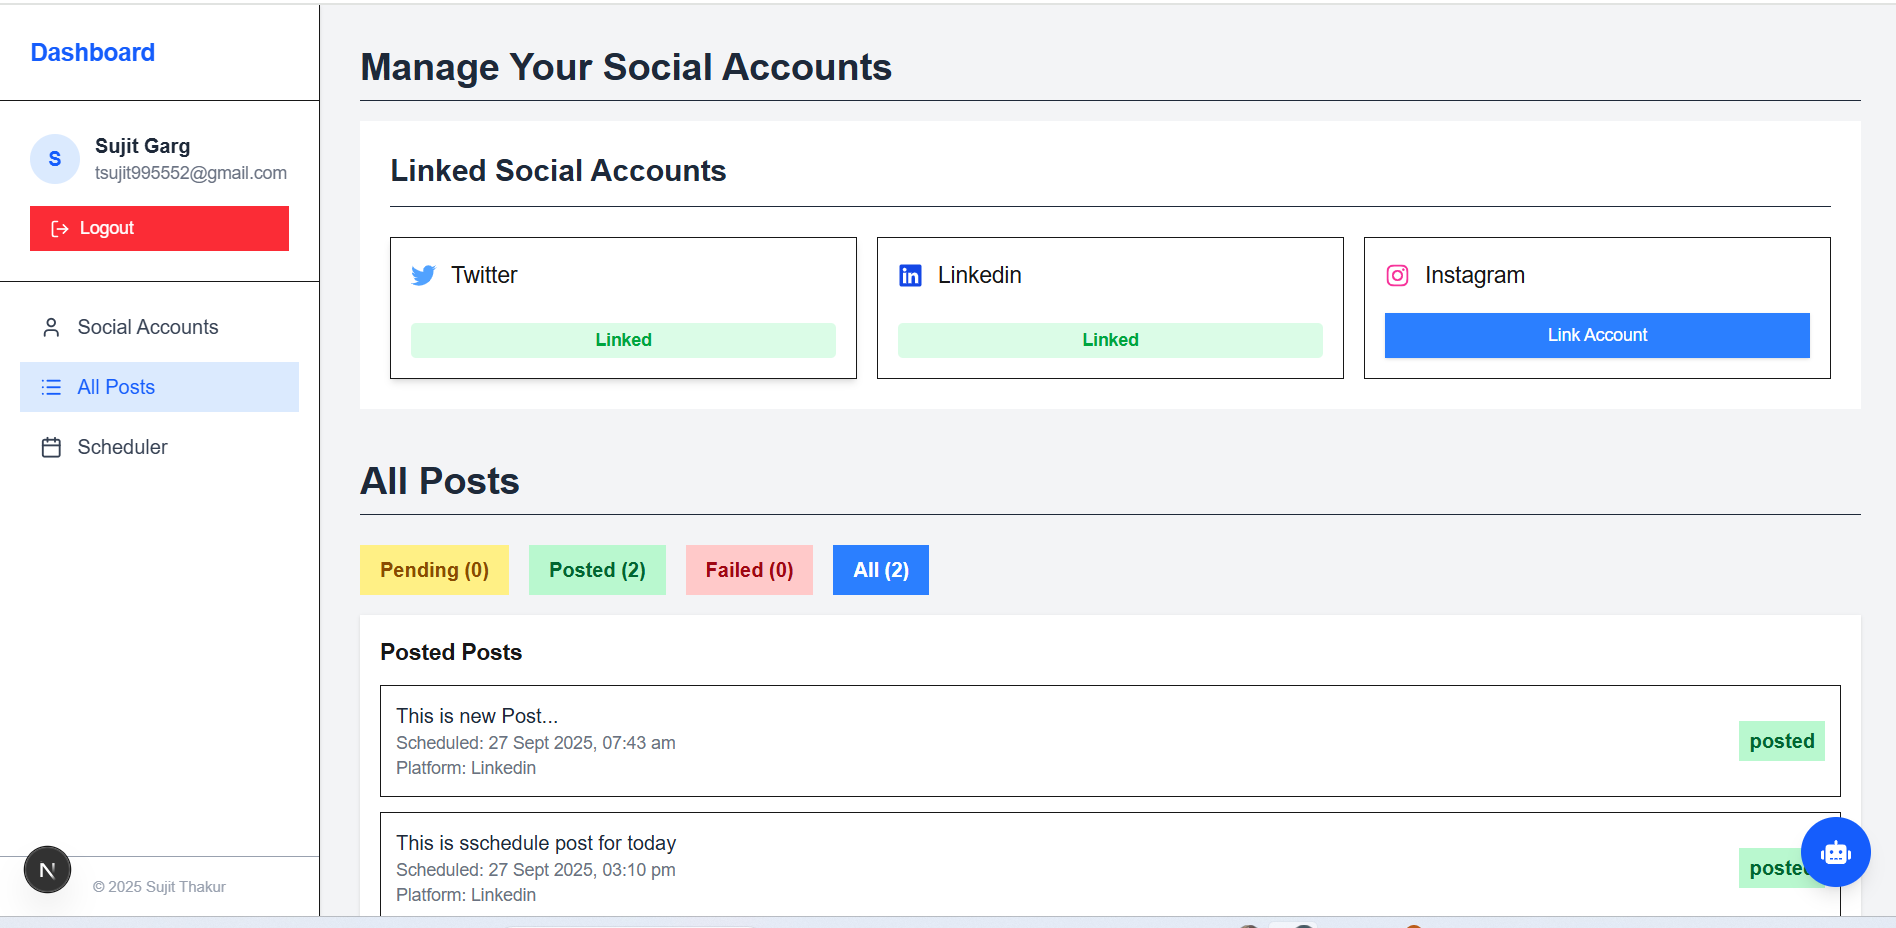 Dashboard
S
Sujit Garg
tsujit995552@gmail.com
Logout
Social Accounts
All Posts
Scheduler
N
© 2025 Sujit Thakur
Manage Your Social Accounts
Linked Social Accounts
Twitter
Linked
in
Linkedin
Linked
Instagram
Link Account
All Posts
Pending (0)
Posted (2)
Failed (0)
All (2)
Posted Posts
This is new Post...
Scheduled: 27 Sept 2025, 07:43 am
Platform: Linkedin
posted
This is sschedule post for today
Scheduled: 27 Sept 2025, 03:10 pm
Platform: Linkedin
poste